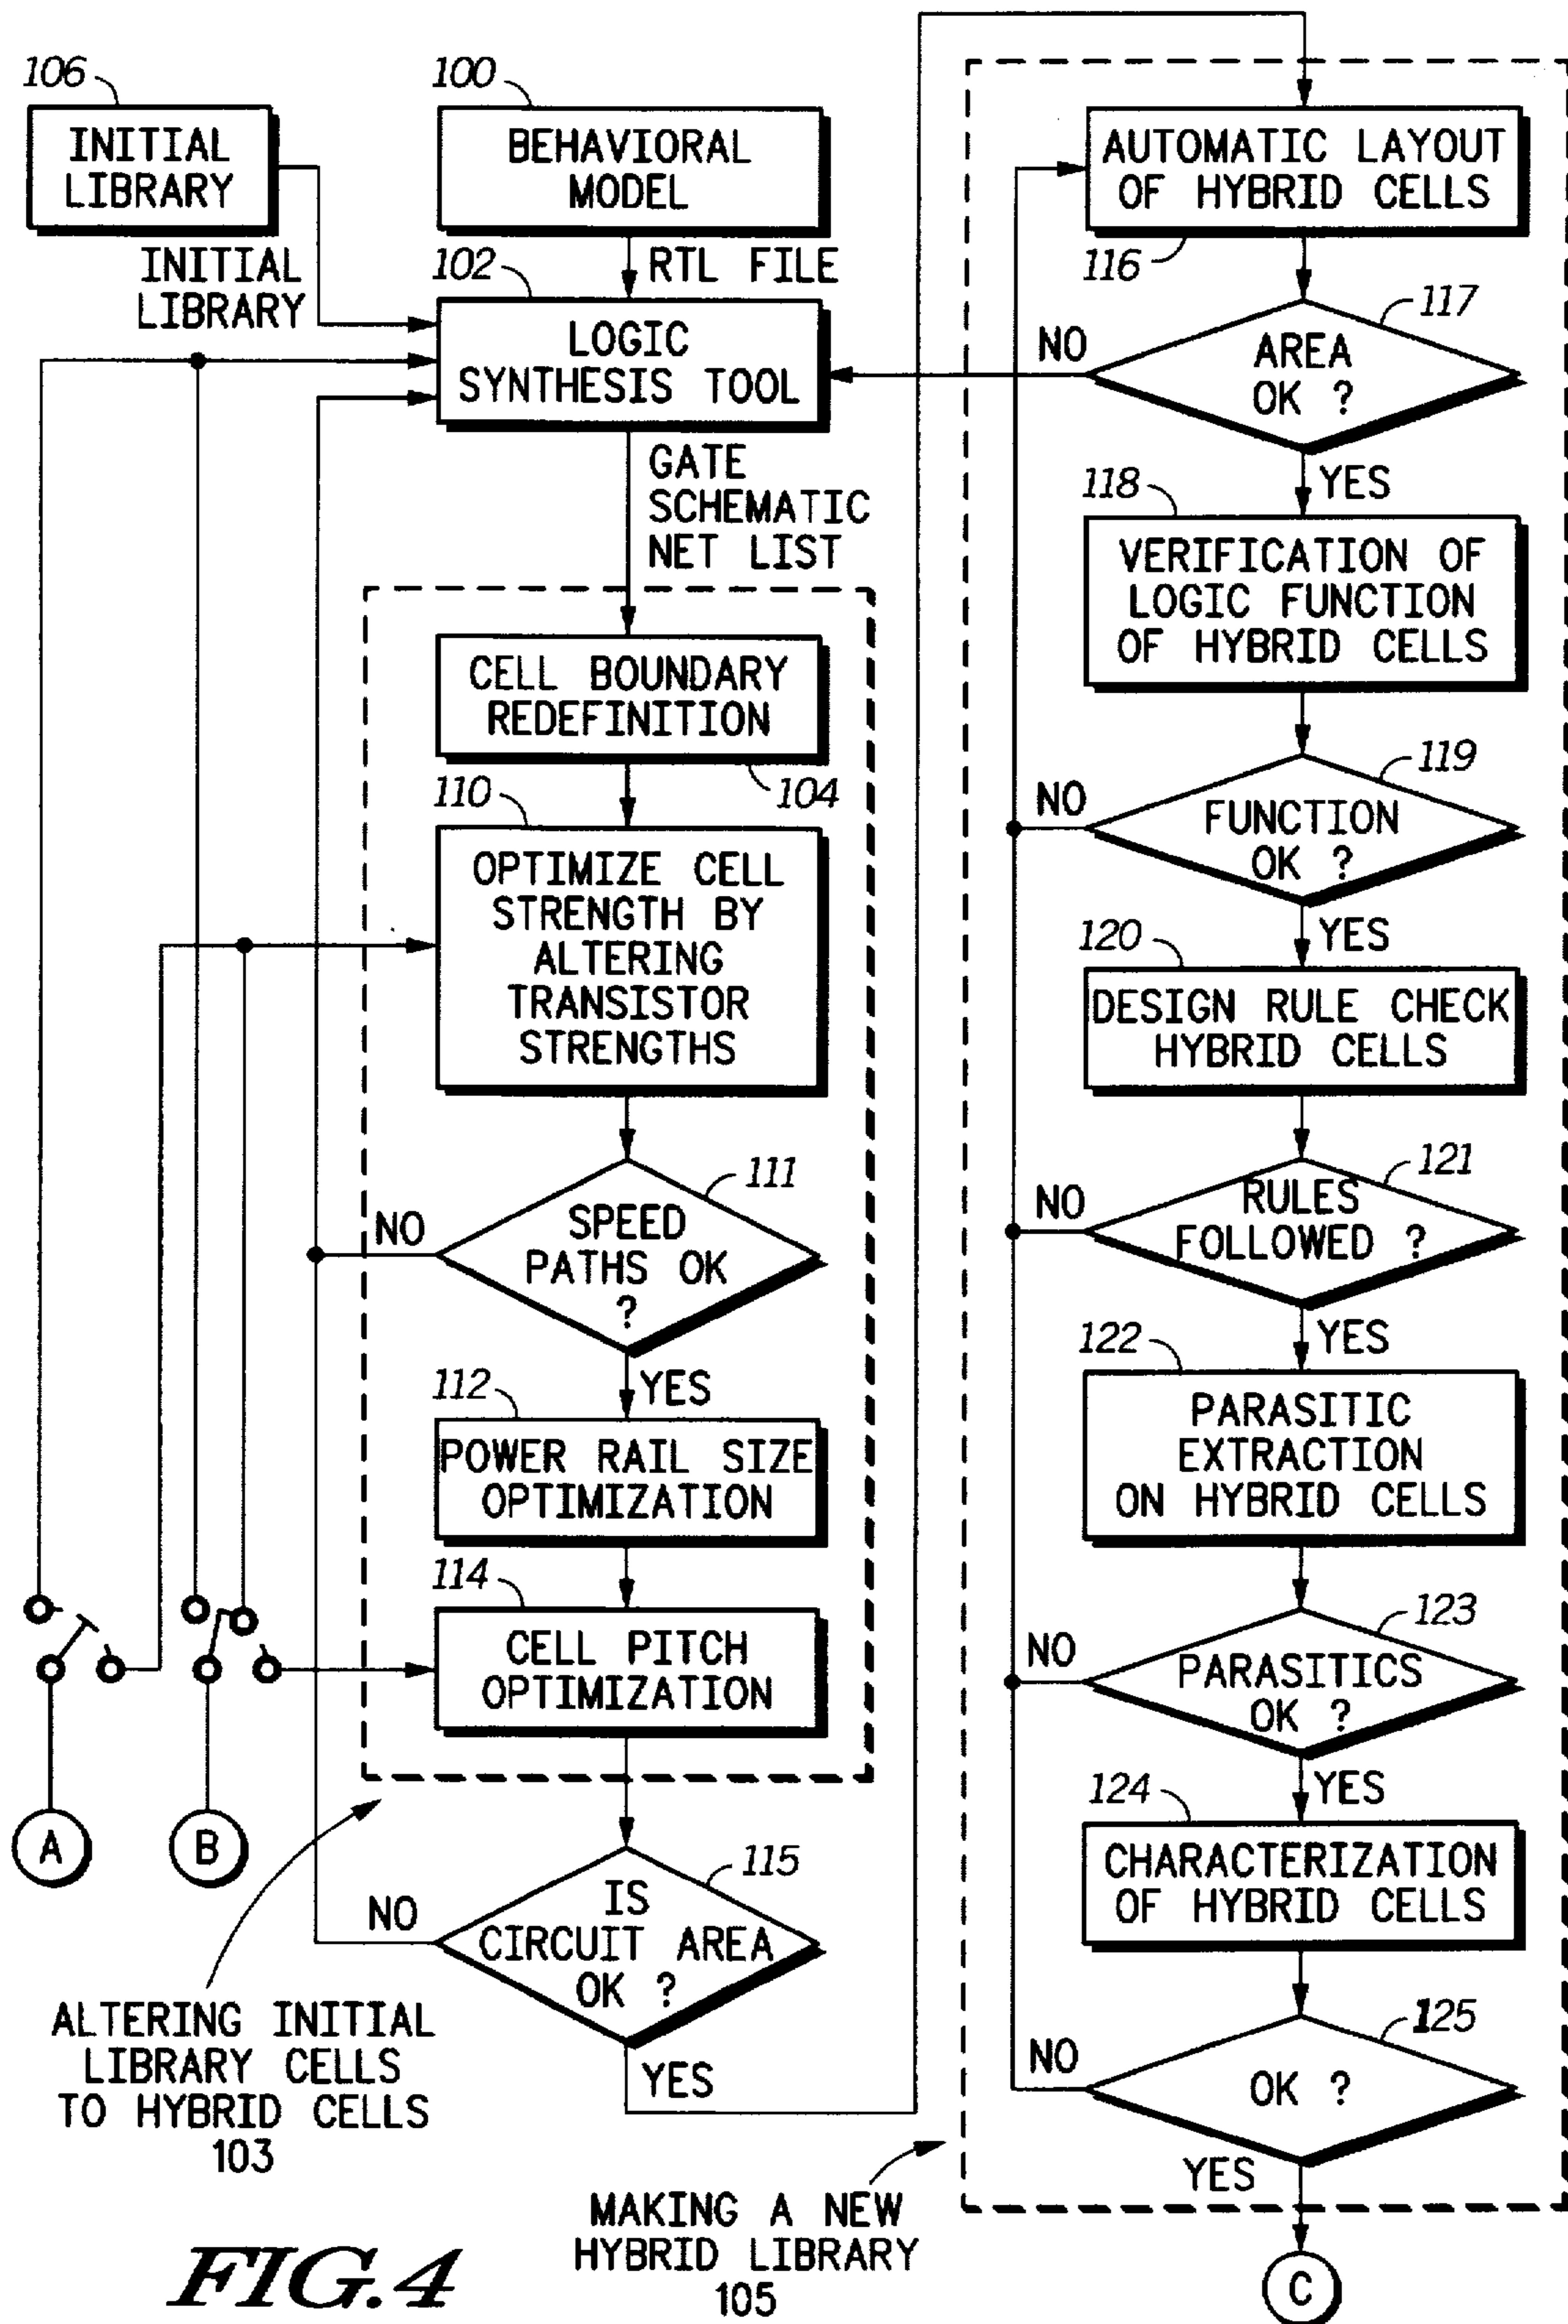 106
INITIAL
LIBRARY
INITIAL
LIBRARY
100
BEHAVIORAL
MODEL
RTL FILE
102
LOGIC
SYNTHESIS TOOL
GATE
SCHEMATIC
NET LIST
CELL BOUNDARY
REDEFINITION
104
110
OPTIMIZE CELL
STRENGTH BY
ALTERING
TRANSISTOR
STRENGTHS
111
SPEED
PATHS OK
?
NO
YES
112
POWER RAIL SIZE
OPTIMIZATION
114
CELL PITCH
OPTIMIZATION
A
B
115
IS
CIRCUIT AREA
OK ?
NO
YES
ALTERING INITIAL
LIBRARY CELLS
TO HYBRID CELLS
103
AUTOMATIC LAYOUT
OF HYBRID CELLS
116
117
AREA
OK ?
NO
YES
118
VERIFICATION OF
LOGIC FUNCTION
OF HYBRID CELLS
119
FUNCTION
OK ?
NO
YES
120
DESIGN RULE CHECK
HYBRID CELLS
121
RULES
FOLLOWED ?
NO
YES
122
PARASITIC
EXTRACTION
ON HYBRID CELLS
123
PARASITICS
OK ?
NO
YES
124
CHARACTERIZATION
OF HYBRID CELLS
125
OK ?
NO
YES
C
MAKING A NEW
HYBRID LIBRARY
105
FIG.4